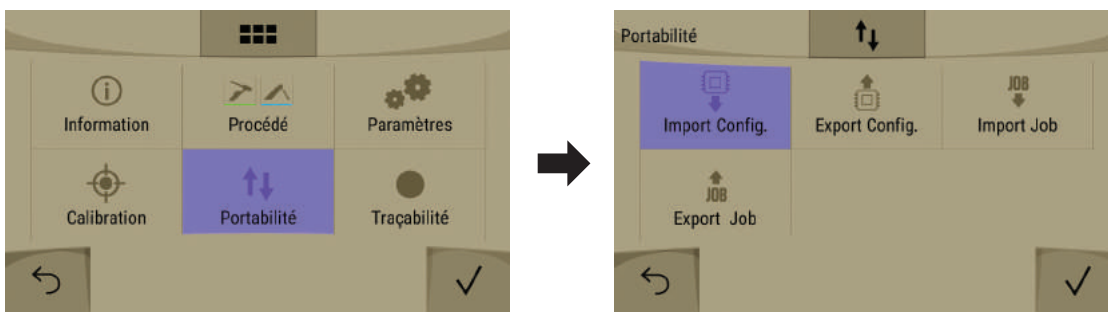 Information Procédé Paramètres
Calibration Portabilité Traçabilité
Portabilité
JOB
Import Config. Export Config. Import Job
JOB
Export Job